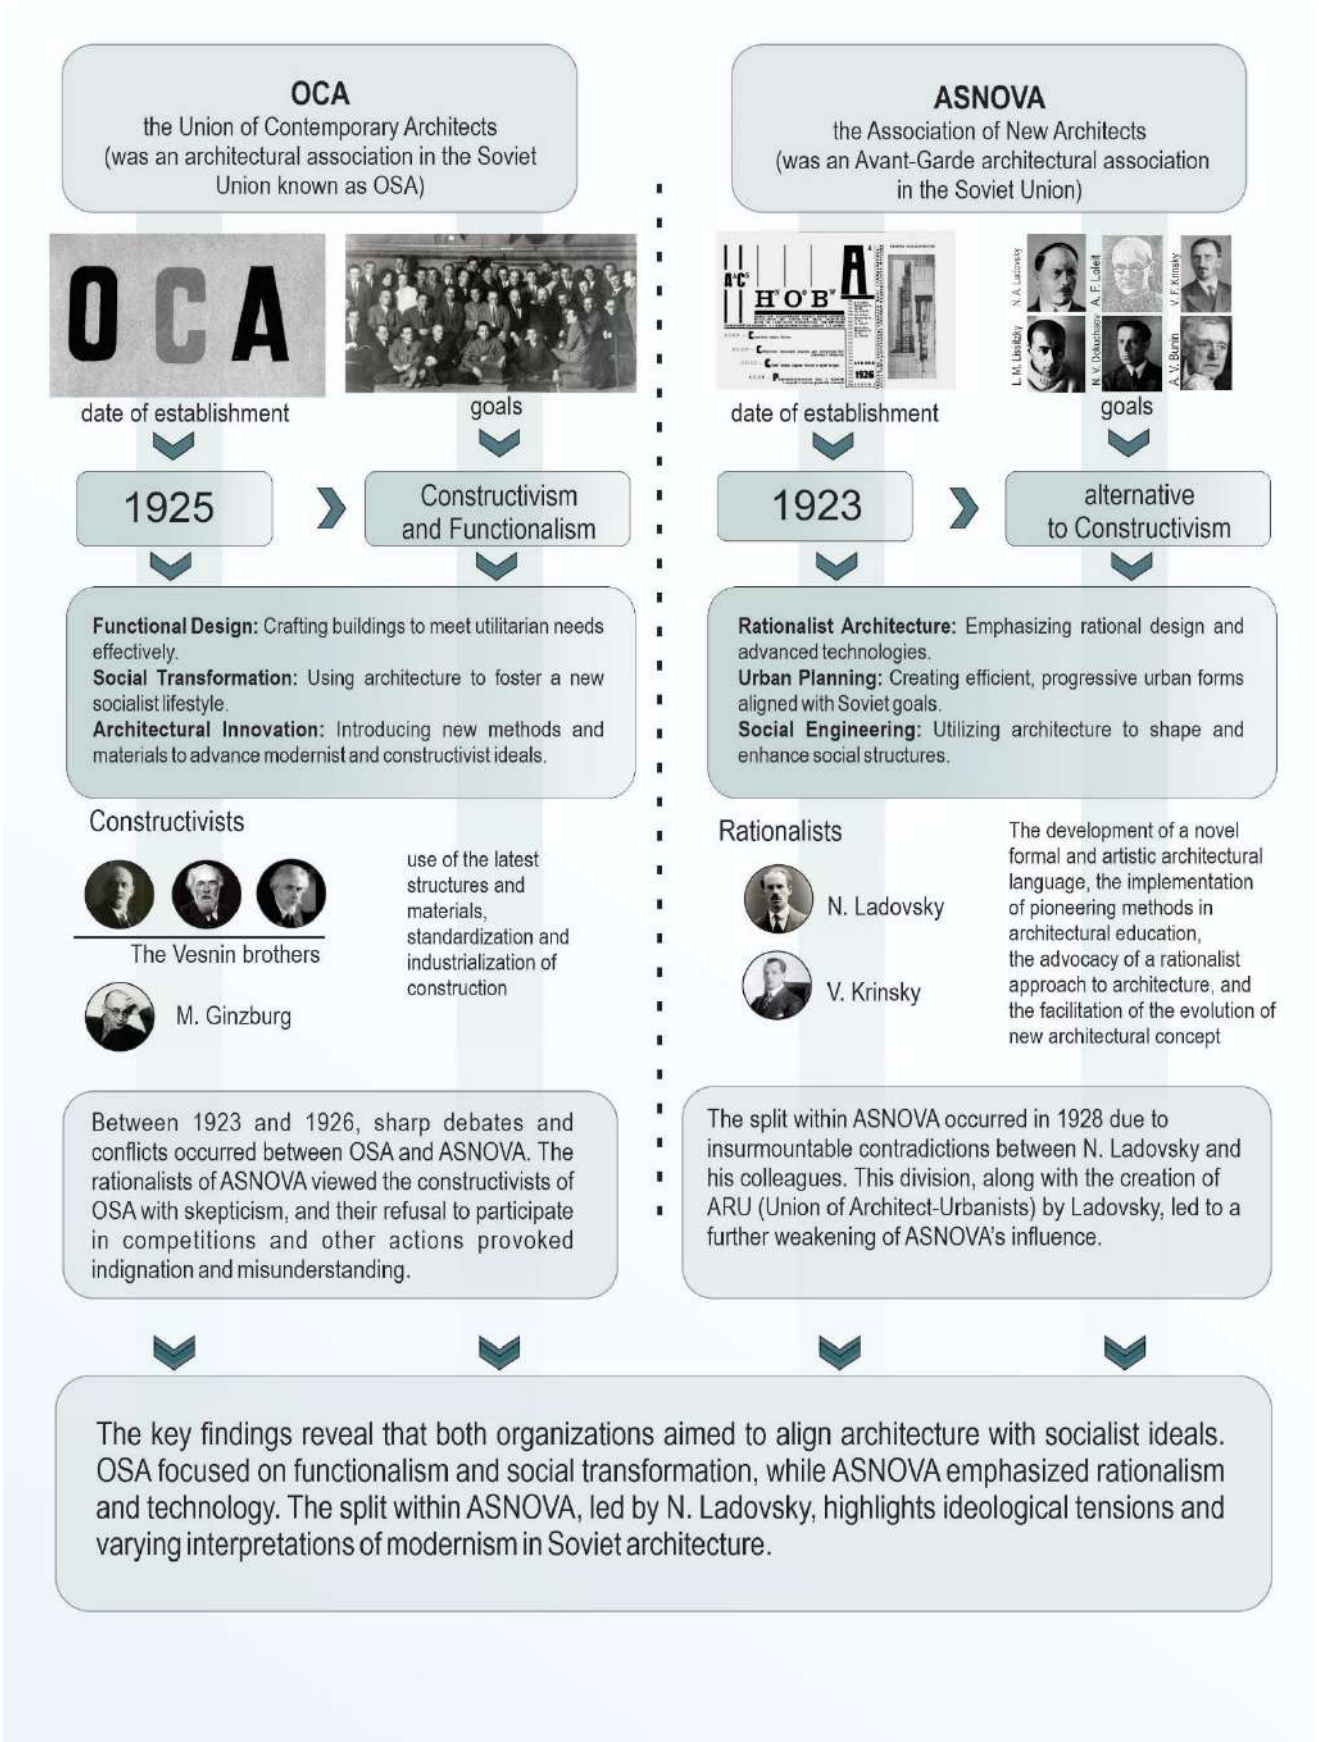 OCA
the Union of Contemporary Architects
(was an architectural association in the Soviet
Union known as OSA)
ОСА
date of establishment
goals
1925
Constructivism
and Functionalism
Functional Design: Crafting buildings to meet utilitarian needs
effectively.
Social Transformation: Using architecture to foster a new
socialist lifestyle.
Architectural Innovation: Introducing new methods and
materials to advance modernist and constructivist ideals.
Constructivists
The Vesnin brothers
M. Ginzburg
use of the latest
structures and
materials,
standardization and
industrialization of
construction
Between 1923 and 1926, sharp debates and
conflicts occurred between OSA and ASNOVA. The
rationalists of ASNOVA viewed the constructivists of
OSA with skepticism, and their refusal to participate
in competitions and other actions provoked
indignation and misunderstanding.
ASNOVA
the Association of New Architects
(was an Avant-Garde architectural association
in the Soviet Union)
А
НОВ
1926
N. A. Ladovsky
A. F. Loleit
V. F. Krinsky
L. M. Lissitzky
N. V. Dokuchaev
A. V. Bunin
date of establishment
goals
1923
alternative
to Constructivism
Rationalist Architecture: Emphasizing rational design and
advanced technologies.
Urban Planning: Creating efficient, progressive urban forms
aligned with Soviet goals.
Social Engineering: Utilizing architecture to shape and
enhance social structures.
Rationalists
N. Ladovsky
V. Krinsky
The development of a novel
formal and artistic architectural
language, the implementation
of pioneering methods in
architectural education,
the advocacy of a rationalist
approach to architecture, and
the facilitation of the evolution of
new architectural concept
The split within ASNOVA occurred in 1928 due to
insurmountable contradictions between N. Ladovsky and
his colleagues. This division, along with the creation of
ARU (Union of Architect-Urbanists) by Ladovsky, led to a
further weakening of ASNOVA's influence.
The key findings reveal that both organizations aimed to align architecture with socialist ideals.
OSA focused on functionalism and social transformation, while ASNOVA emphasized rationalism
and technology. The split within ASNOVA, led by N. Ladovsky, highlights ideological tensions and
varying interpretations of modernism in Soviet architecture.